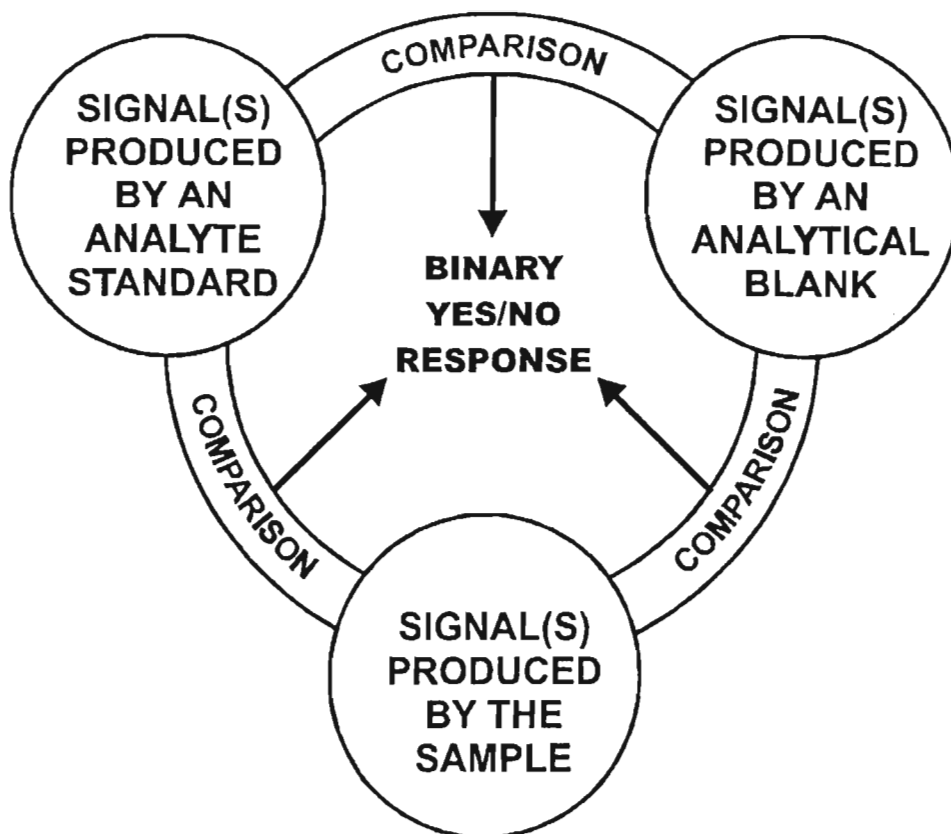 COMPARISON
SIGNAL(S)
PRODUCED
BY AN
ANALYTE
STANDARD
SIGNAL(S)
PRODUCED
BY AN
ANALYTICAL
BLANK
BINARY
YES/NO
RESPONSE
COMPARISON
COMPARISON
SIGNAL(S)
PRODUCED
BY THE
SAMPLE